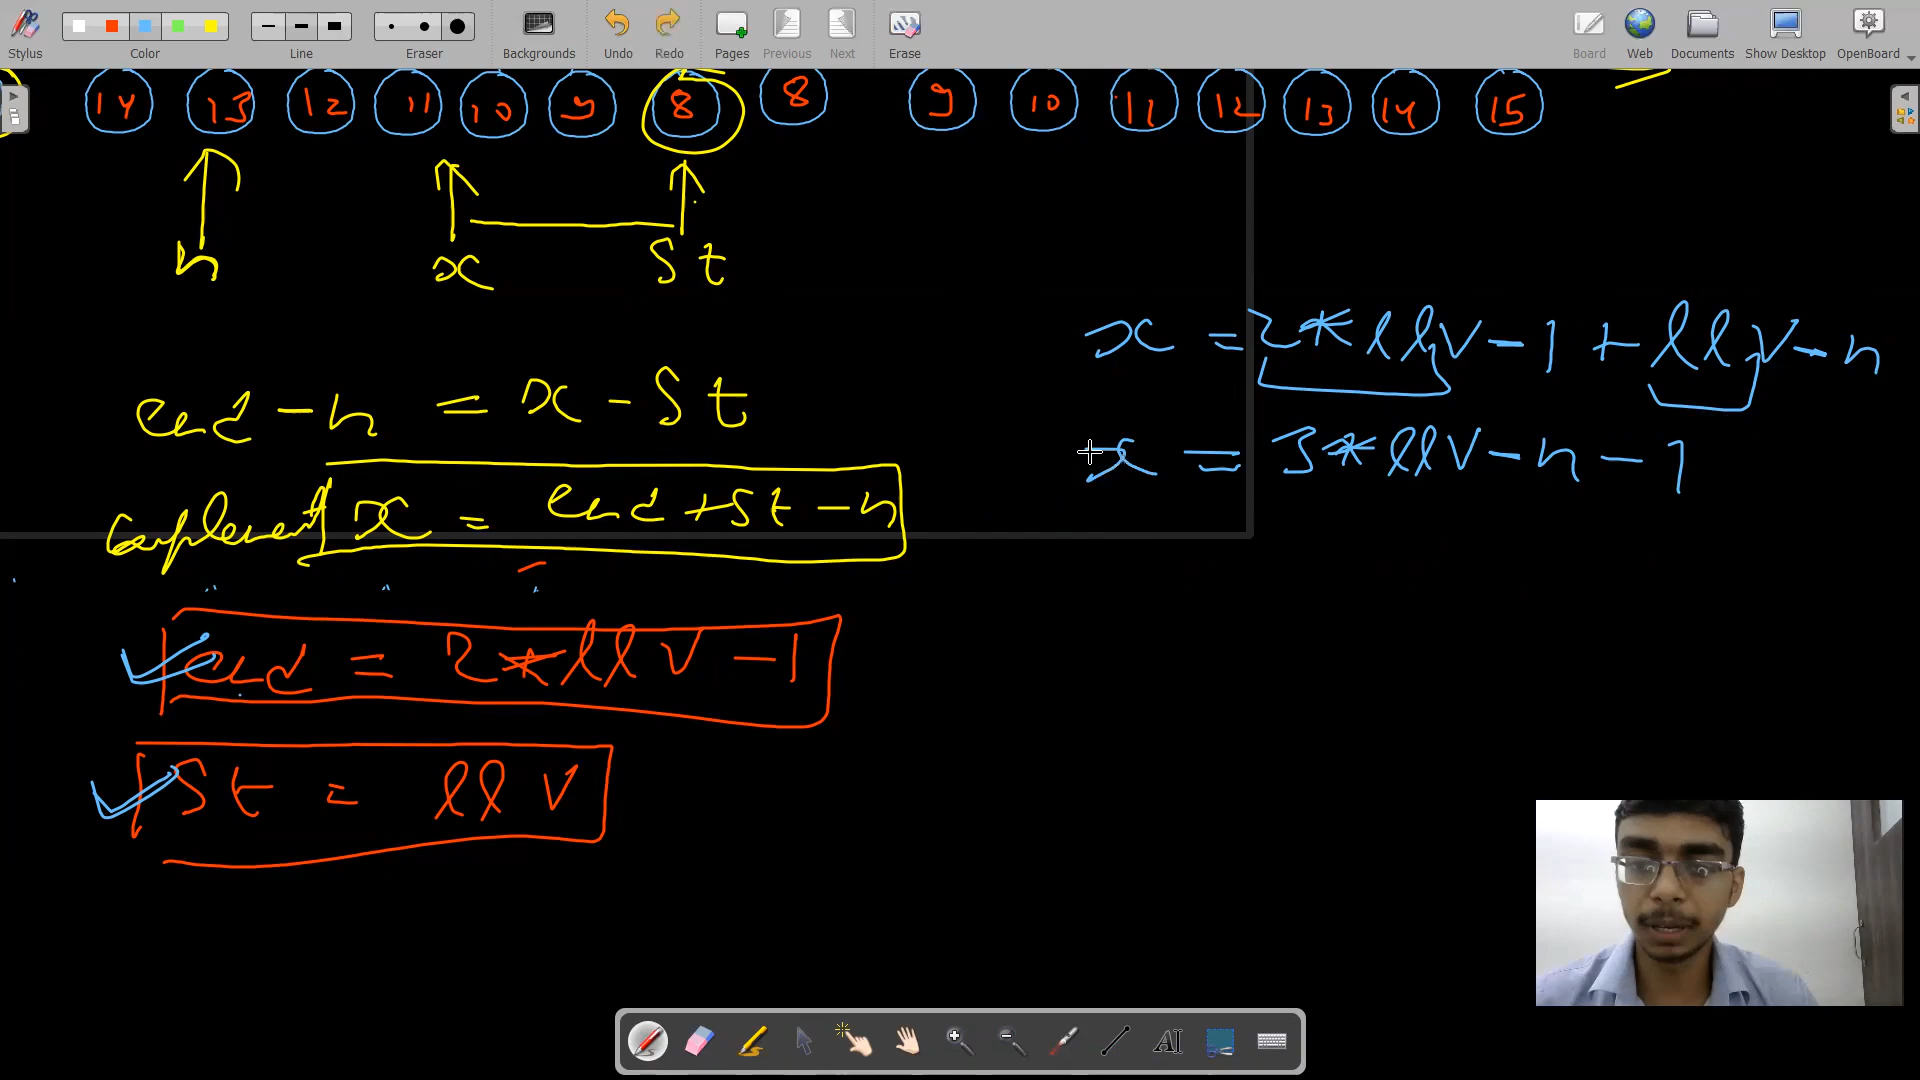 Stylus Color Line Eraser Backgrounds Undo Redo Pages Previous Next Erase Board Web Documents Show Desktop OpenBoard
14 13 12 11 10 9 8 8 9 10 11 12 13 14 15
n x St
x = 2*llv-1 + llv-n
x = 3*llv-n-1
end - n = x - St
complement x = end + St - n
end = 2*llv - 1
St = llv
AI